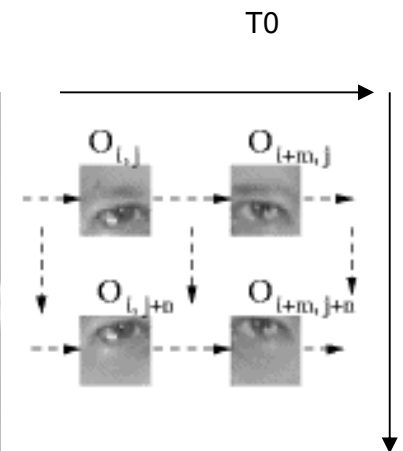 T0
O i, j O i+m, j
O i, j+n O i+m, j+n